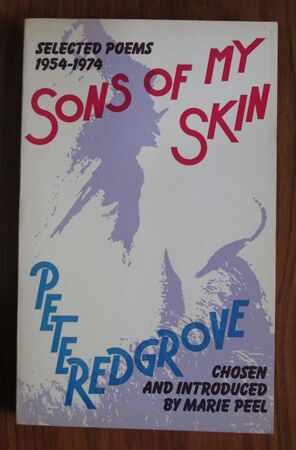 SELECTED POEMS
1954-1974
SONS OF MY
SKIN
PETER REDGROVE
CHOSEN
AND INTRODUCED
BY MARIE PEEL